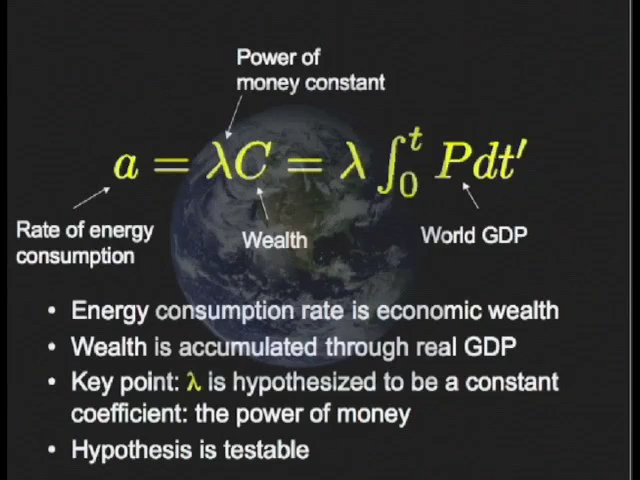 Power of
money constant
a = λC = λ ∫₀ᵗ Pdt′
Rate of energy
consumption
Wealth
World GDP
• Energy consumption rate is economic wealth
• Wealth is accumulated through real GDP
• Key point: λ is hypothesized to be a constant
coefficient: the power of money
• Hypothesis is testable